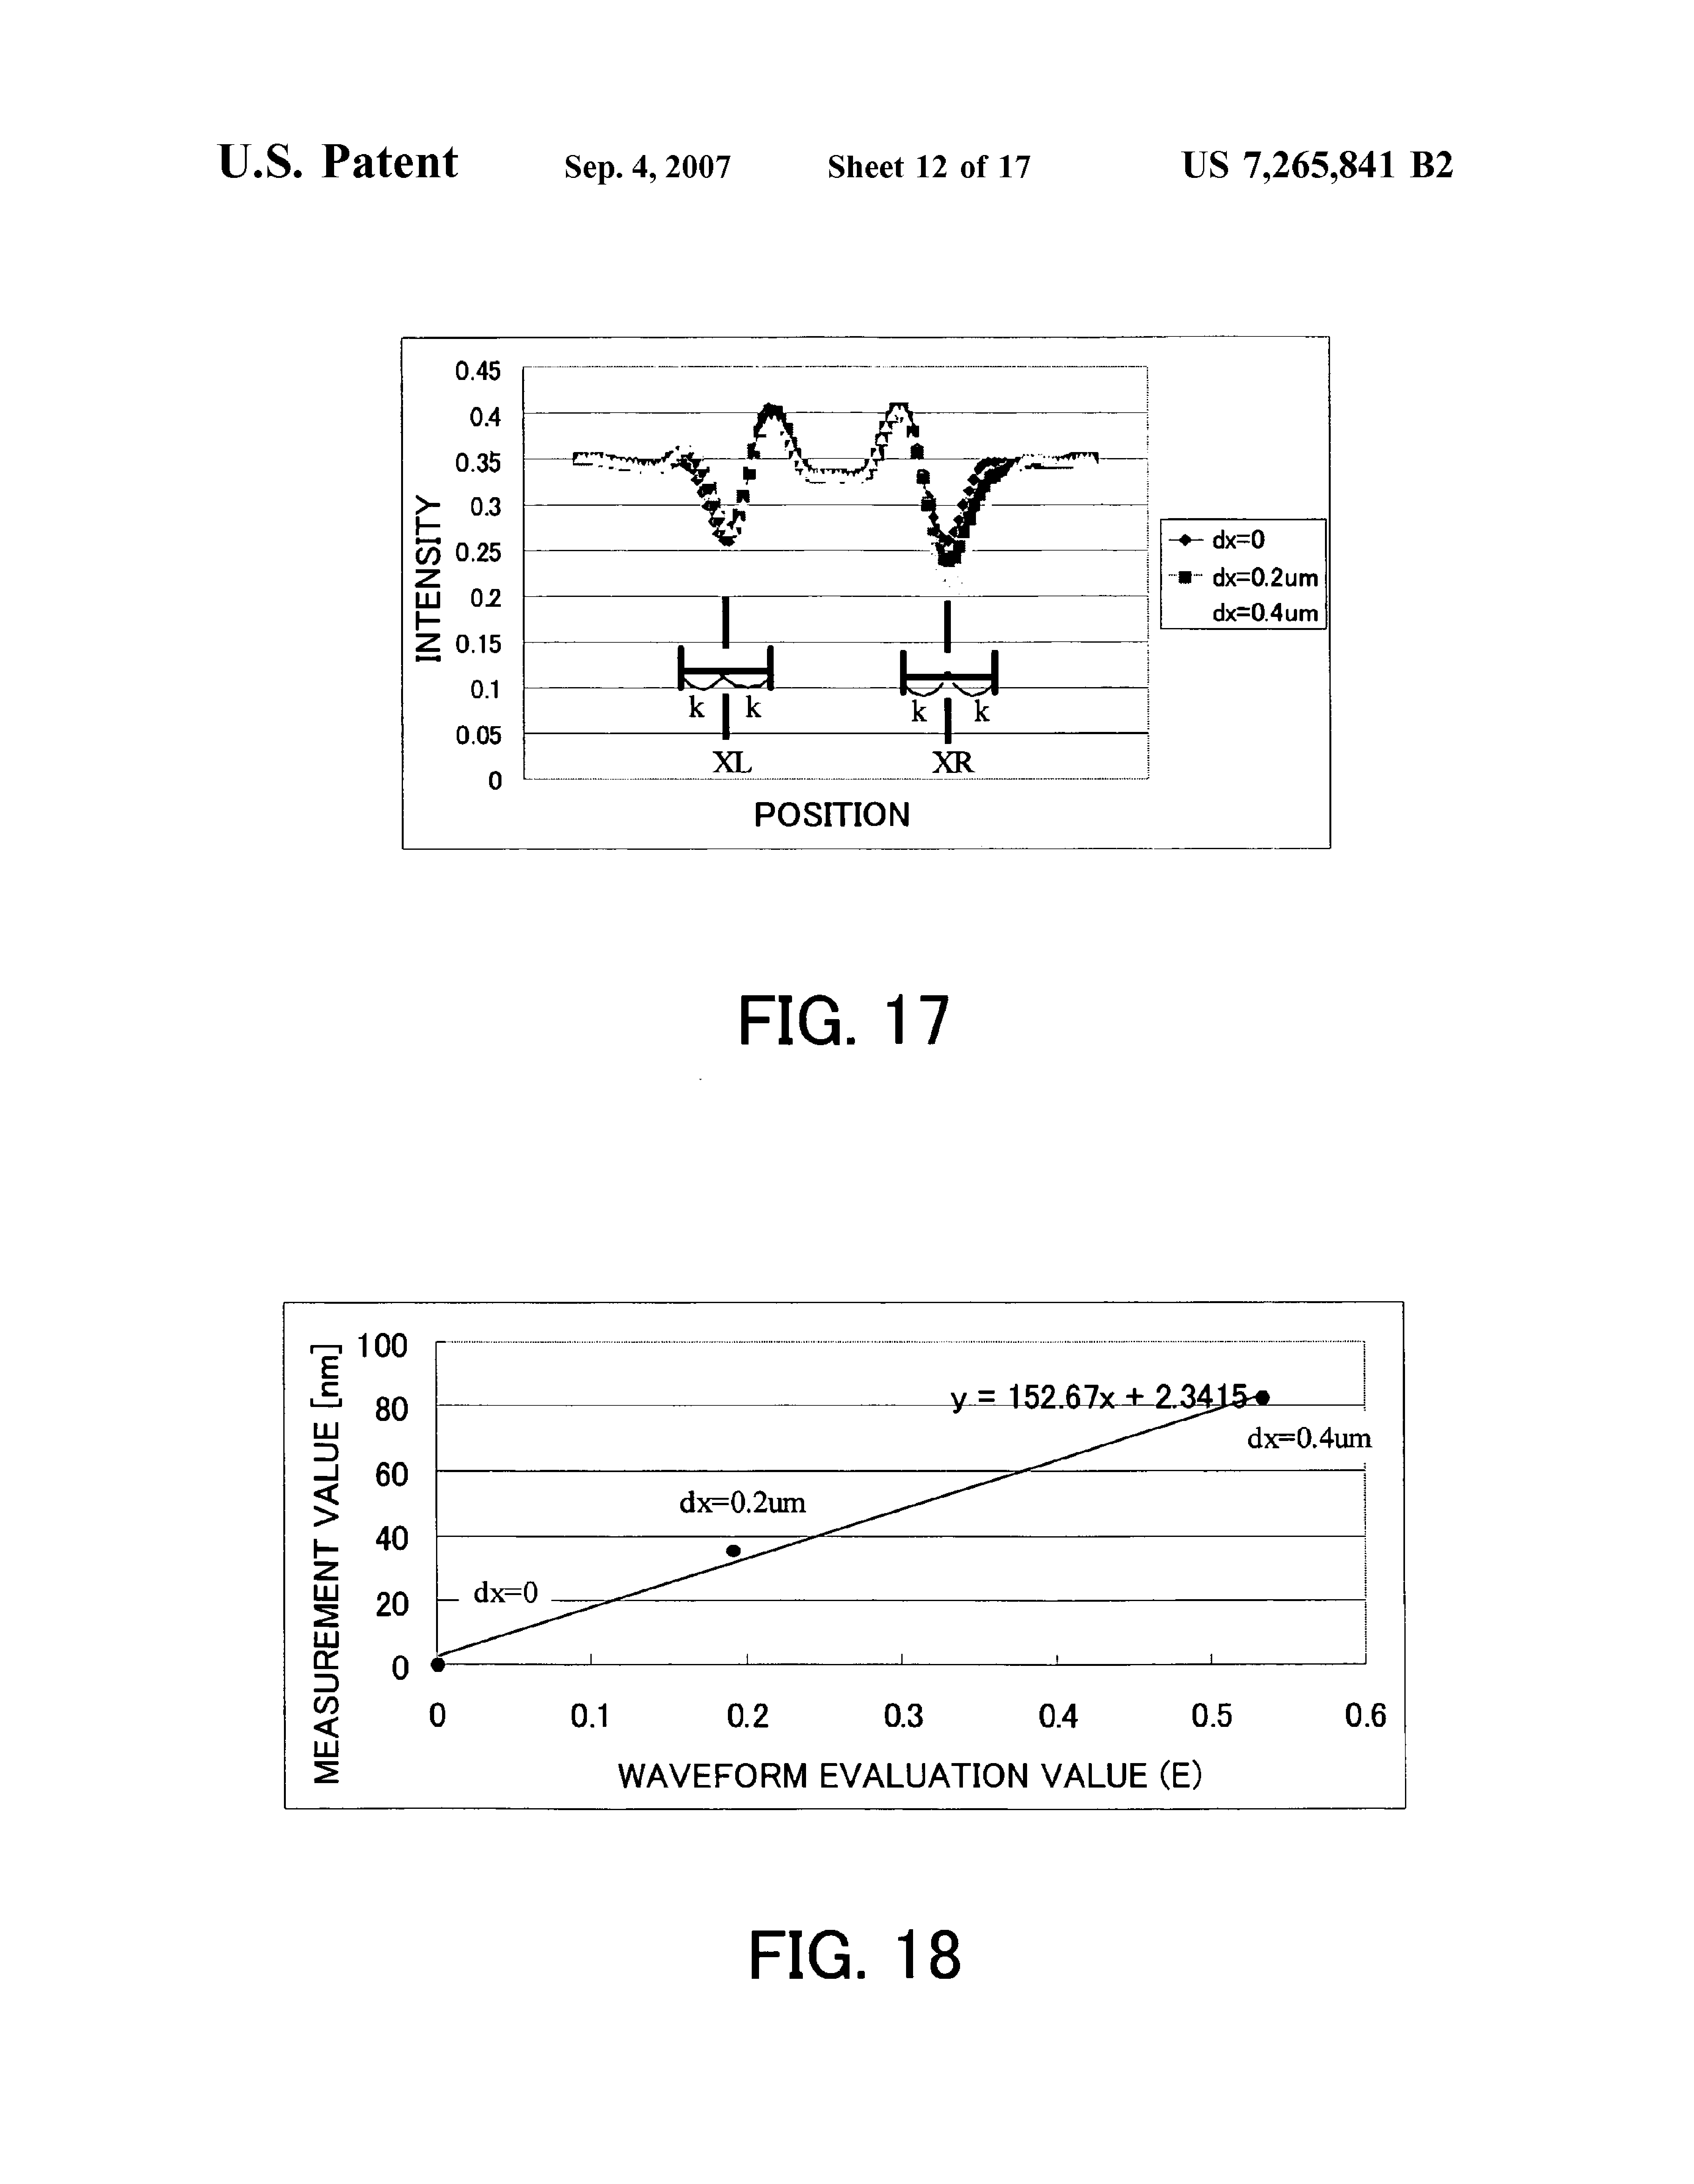 U.S. Patent Sep. 4, 2007 Sheet 12 of 17 US 7,265,841 B2
0.45
0.4
0.35
0.3
0.25
0.2
0.15
0.1
0.05
0
INTENSITY
k k k k
XL XR
POSITION
dx=0
dx=0.2um
dx=0.4um
FIG. 17
MEASUREMENT VALUE [nm]
100
80
60
40
20
0
y = 152.67x + 2.3415
dx=0.4um
dx=0.2um
dx=0
0 0.1 0.2 0.3 0.4 0.5 0.6
WAVEFORM EVALUATION VALUE (E)
FIG. 18